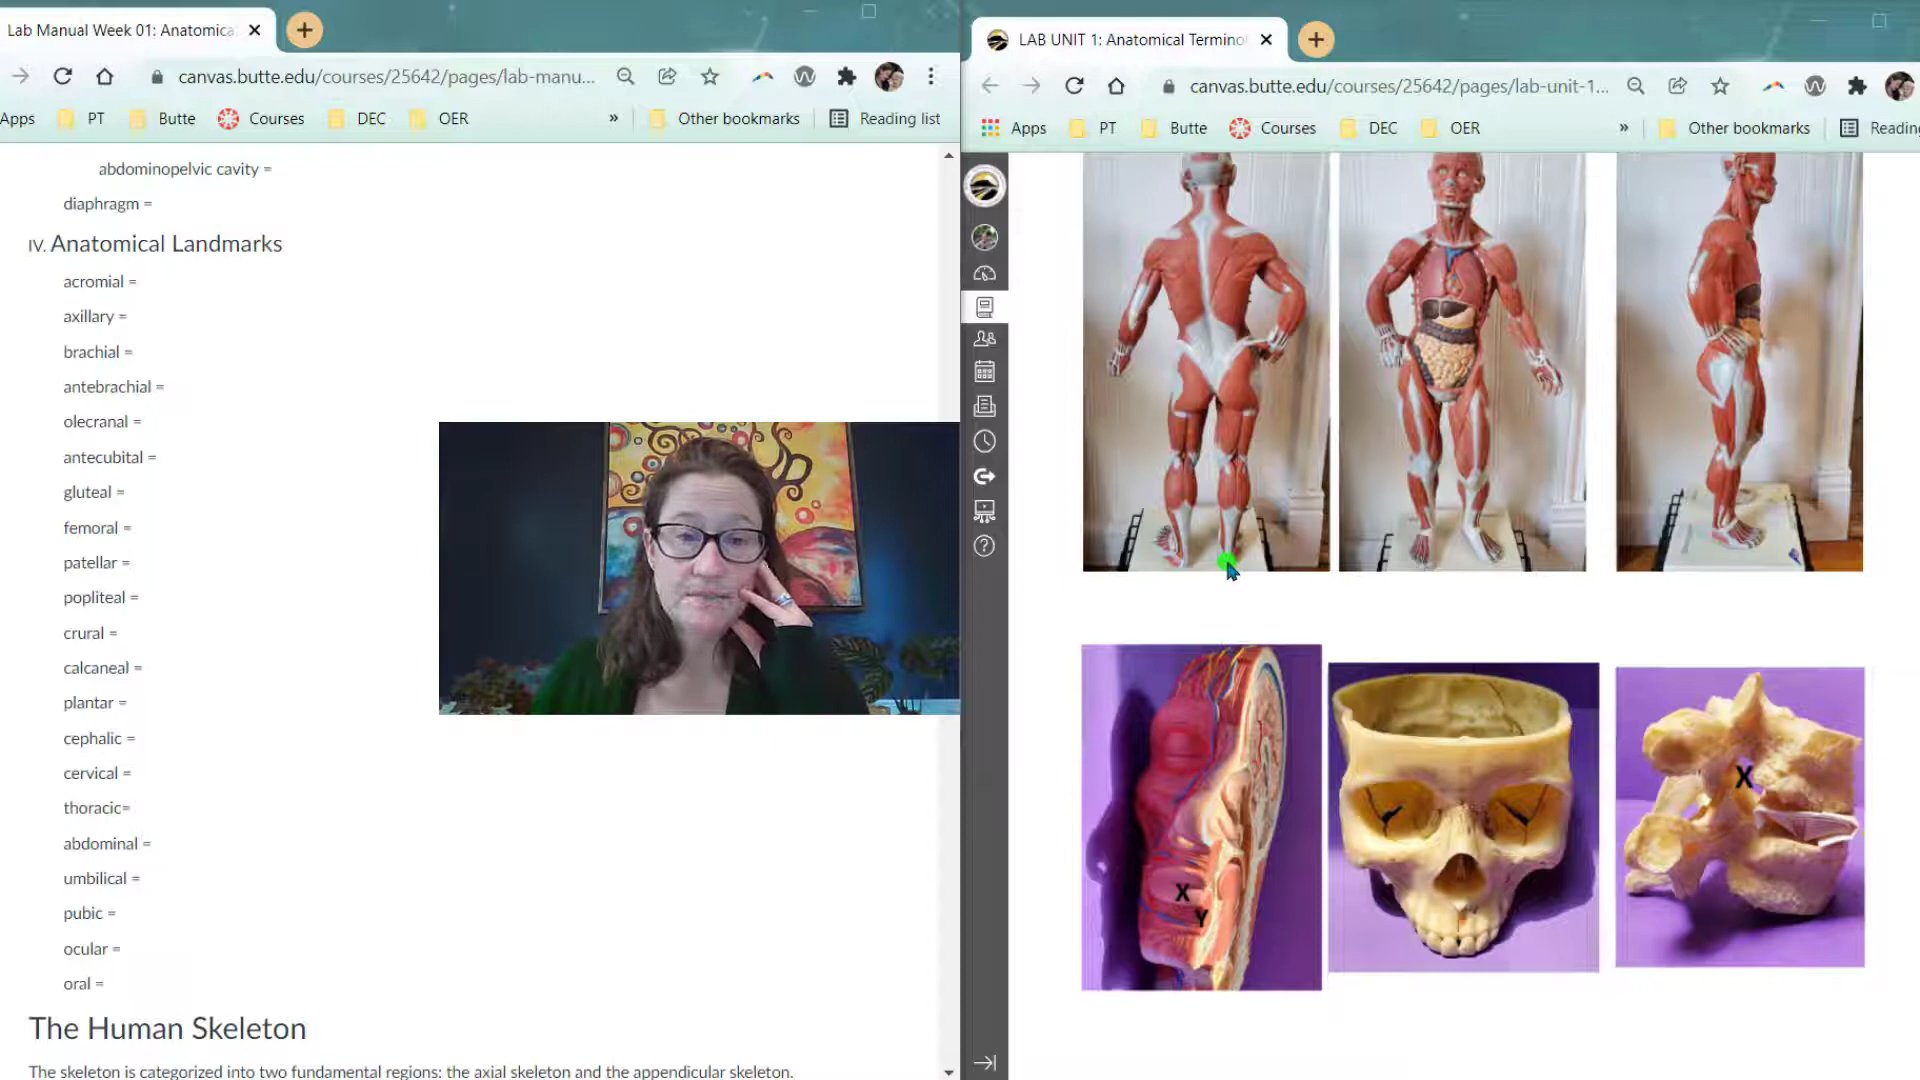 Lab Manual Week 01: Anatomica
canvas.butte.edu/courses/25642/pages/lab-manu...
Apps PT Butte Courses DEC OER » Other bookmarks Reading list
abdominopelvic cavity =
diaphragm =
IV. Anatomical Landmarks
acromial =
axillary =
brachial =
antebrachial =
olecranal =
antecubital =
gluteal =
femoral =
patellar =
popliteal =
crural =
calcaneal =
plantar =
cephalic =
cervical =
thoracic=
abdominal =
umbilical =
pubic =
ocular =
oral =
The Human Skeleton
The skeleton is categorized into two fundamental regions: the axial skeleton and the appendicular skeleton.
LAB UNIT 1: Anatomical Termino
canvas.butte.edu/courses/25642/pages/lab-unit-1...
Apps PT Butte Courses DEC OER » Other bookmarks Reading
X
Y
X